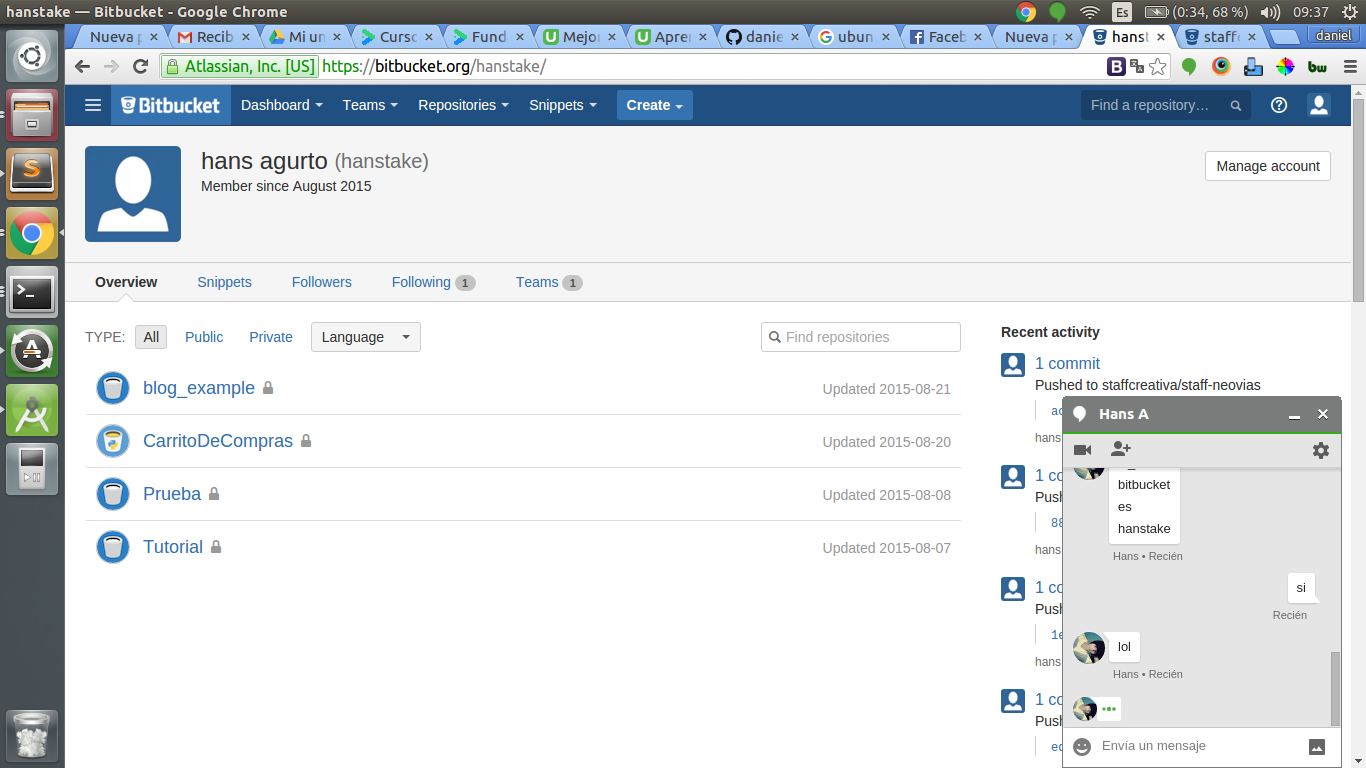 hanstake — Bitbucket - Google Chrome
Es
(0:34, 68 %)
09:37
Nueva p
Recib
Mi un
Curso
Fund
Mejor
Apren
danie
ubun
Faceb
Nueva p
hanst
staffc
daniel
Atlassian, Inc. [US]
https://bitbucket.org/hanstake/
B
bw
Bitbucket
Dashboard
Teams
Repositories
Snippets
Create
Find a repository…
hans agurto (hanstake)
Member since August 2015
Manage account
Overview
Snippets
Followers
Following 1
Teams 1
TYPE:
All
Public
Private
Language
Find repositories
blog_example
Updated 2015-08-21
CarritoDeCompras
Updated 2015-08-20
Prueba
Updated 2015-08-08
Tutorial
Updated 2015-08-07
Recent activity
1 commit
Pushed to staffcreativa/staff-neovias
ac
hans
1 co
Push
88
hans
1 co
Push
1e
hans
1 co
Push
ec
Hans A
bitbucket
es
hanstake
Hans • Recién
si
Recién
lol
Hans • Recién
Envía un mensaje